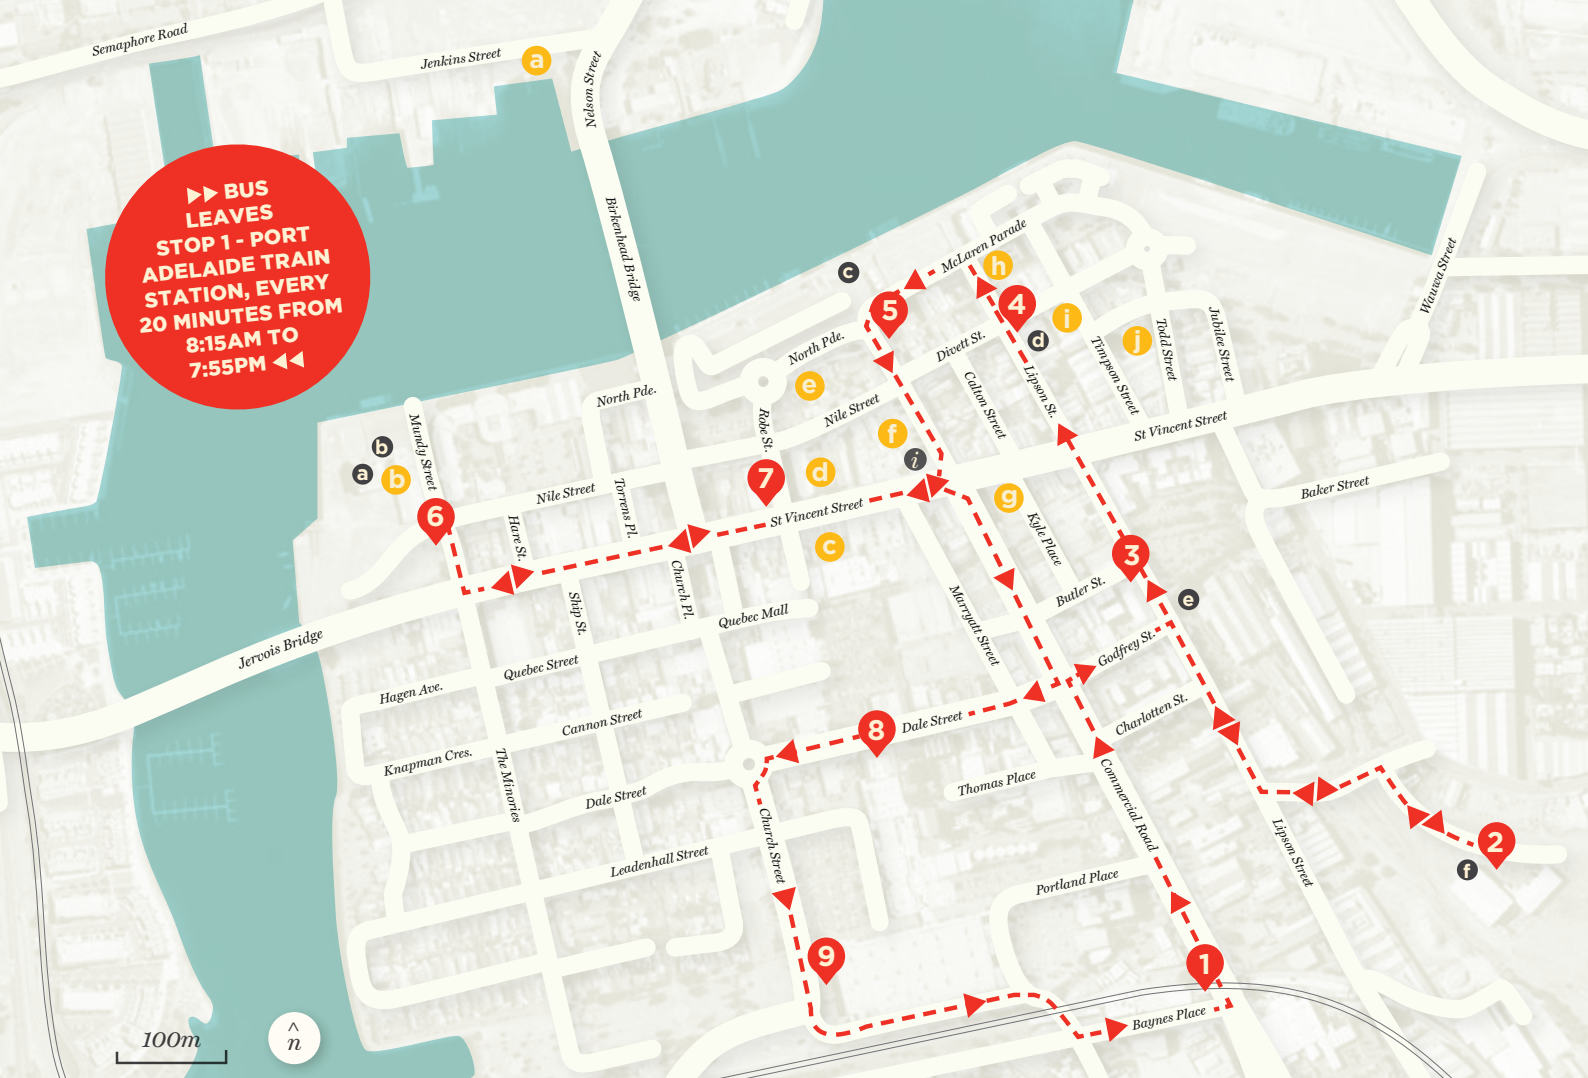 Semaphore Road
Jenkins Street
a
Nelson Street
▶▶ BUS
LEAVES
STOP 1 - PORT
ADELAIDE TRAIN
STATION, EVERY
20 MINUTES FROM
8:15AM TO
7:55PM ◀◀
Birkenhead Bridge
McLaren Parade
Wauwa Street
c
h
5
4
i
d
j
North Pde.
Divett St.
Lipson St.
Calton Street
Timpson Street
Todd Street
Jubilee Street
e
North Pde.
Robe St.
Nile Street
f
i
St Vincent Street
Mundy Street
b
a
b
6
Nile Street
Hare St.
Torrens Pl.
7
d
St Vincent Street
c
g
Kyle Place
Baker Street
3
e
Butler St.
Godfrey St.
Charlotten St.
Marryatt Street
Church Pl.
Ship St.
Quebec Mall
Quebec Street
Jervois Bridge
Hagen Ave.
Cannon Street
Knapman Cres.
The Minories
Dale Street
8
Dale Street
Thomas Place
Commercial Road
Lipson Street
2
f
Leadenhall Street
Church Street
Portland Place
9
1
Baynes Place
100m
^
n